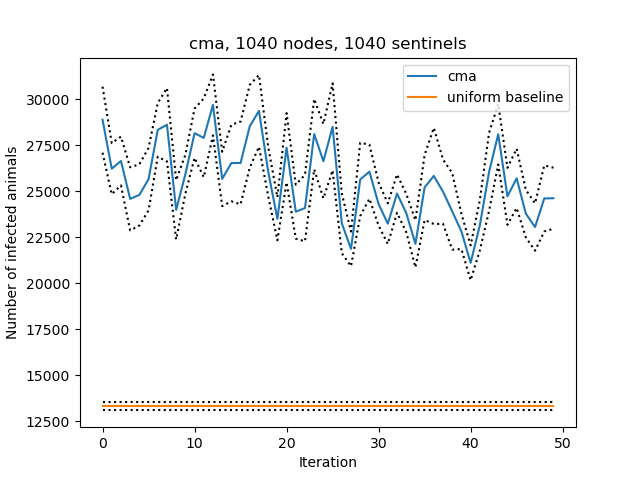 cma, 1040 nodes, 1040 sentinels
cma
uniform baseline
30000
27500
25000
22500
20000
17500
15000
12500
Number of infected animals
0 10 20 30 40 50
Iteration